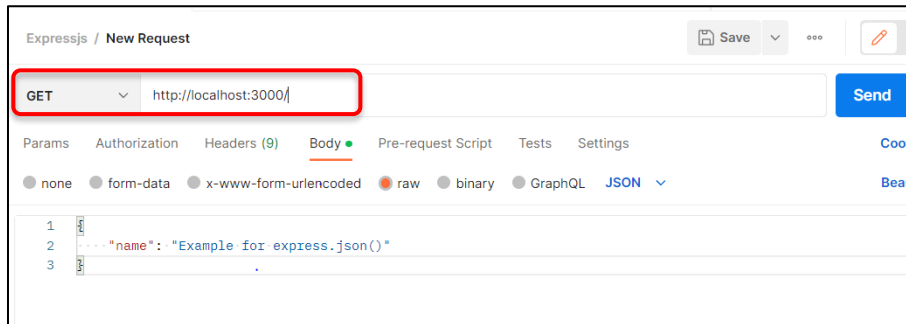 Expressjs / New Request
Save
GET http://localhost:3000/
Send
Params Authorization Headers (9) Body Pre-request Script Tests Settings Coo
none form-data x-www-form-urlencoded raw binary GraphQL JSON Bea
1 {
2 "name": "Example for express.json()"
3 }